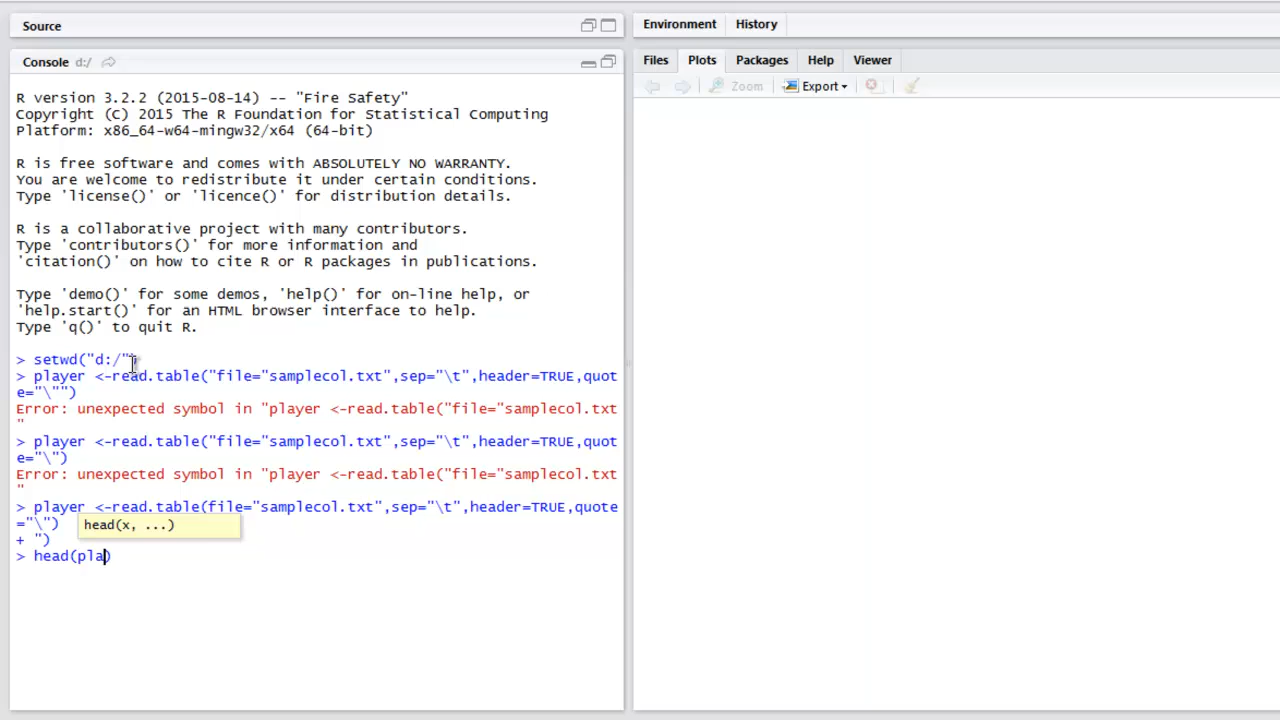 Source
Environment History
Console d:/
Files Plots Packages Help Viewer
Zoom Export
R version 3.2.2 (2015-08-14) -- "Fire Safety"
Copyright (C) 2015 The R Foundation for Statistical Computing
Platform: x86_64-w64-mingw32/x64 (64-bit)
R is free software and comes with ABSOLUTELY NO WARRANTY.
You are welcome to redistribute it under certain conditions.
Type 'license()' or 'licence()' for distribution details.
R is a collaborative project with many contributors.
Type 'contributors()' for more information and
'citation()' on how to cite R or R packages in publications.
Type 'demo()' for some demos, 'help()' for on-line help, or
'help.start()' for an HTML browser interface to help.
Type 'q()' to quit R.
> setwd("d:/")
> player <-read.table("file="samplecol.txt",sep="\t",header=TRUE,quot
e="\"")
Error: unexpected symbol in "player <-read.table("file="samplecol.txt
"
> player <-read.table("file="samplecol.txt",sep="\t",header=TRUE,quot
e="\")
Error: unexpected symbol in "player <-read.table("file="samplecol.txt
"
> player <-read.table(file="samplecol.txt",sep="\t",header=TRUE,quote
="\")
head(x, ...)
+ ")
> head(pla)